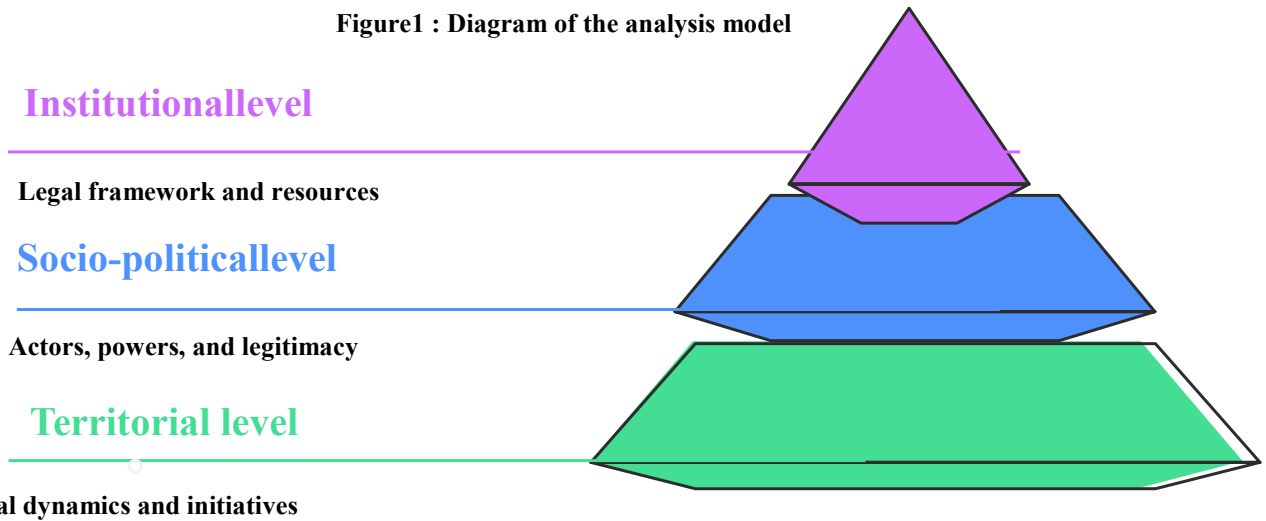 Figure1 : Diagram of the analysis model
Institutionallevel
Legal framework and resources
Socio-politicallevel
Actors, powers, and legitimacy
Territorial level
dynamics and initiatives